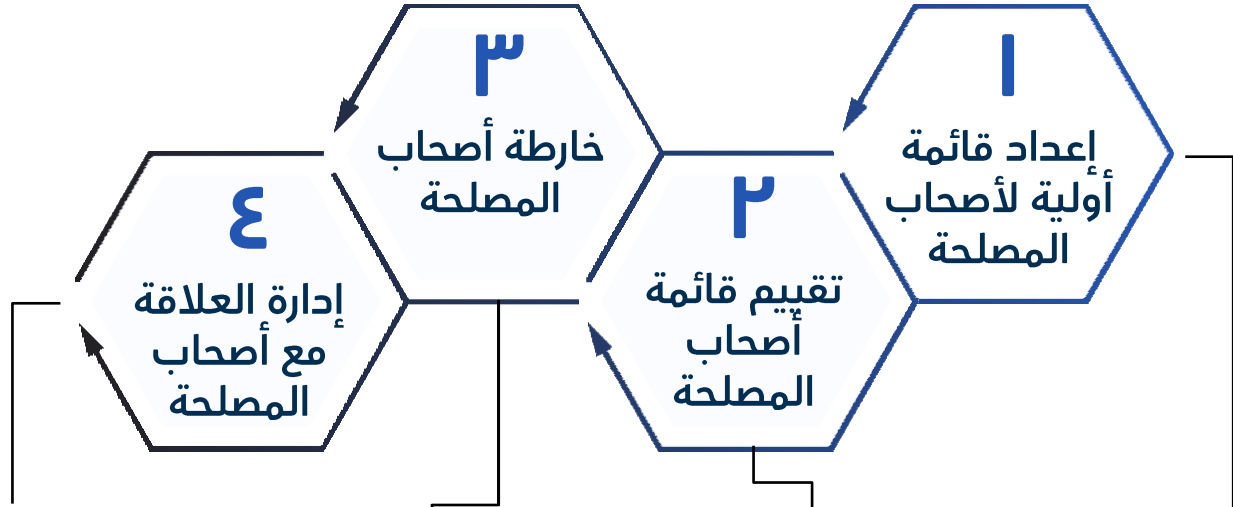 ١
إعداد قائمة
أولية لأصحاب
المصلحة
٢
تقييم قائمة
أصحاب
المصلحة
٣
خارطة أصحاب
المصلحة
٤
إدارة العلاقة
مع أصحاب
المصلحة